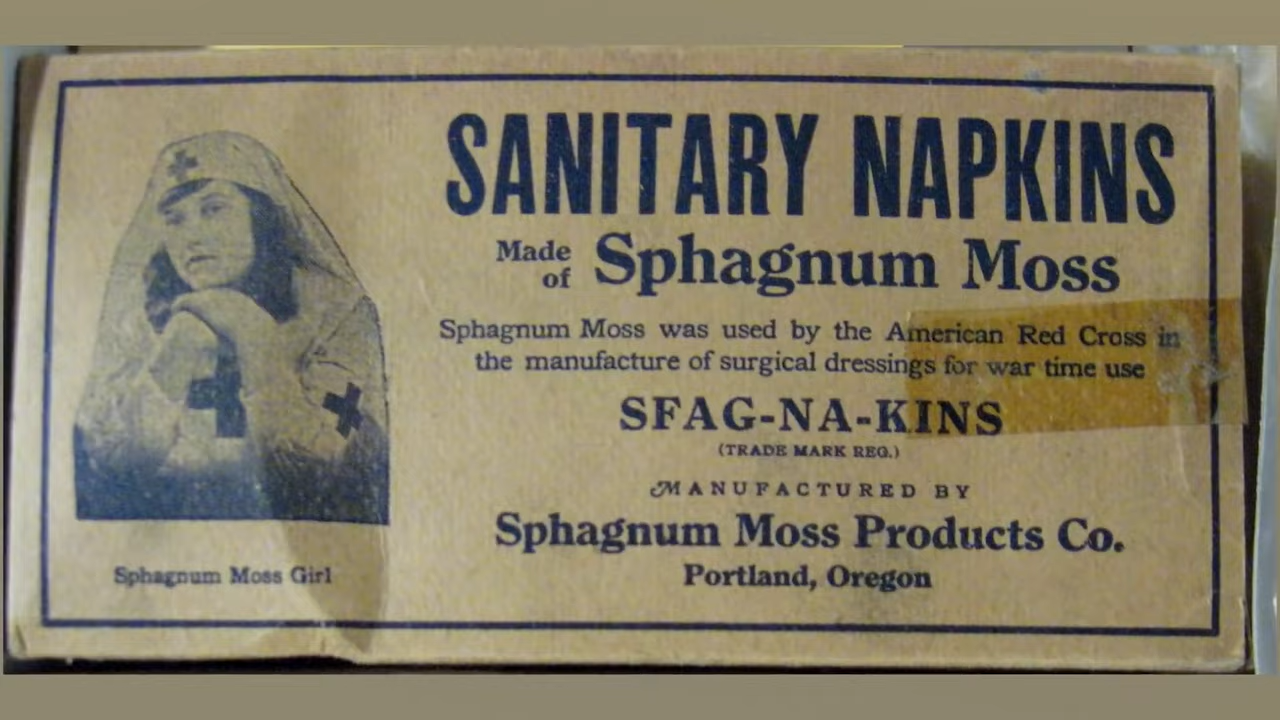 SANITARY NAPKINS
Made
of Sphagnum Moss
Sphagnum Moss was used by the American Red Cross in
the manufacture of surgical dressings for war time use
SFAG-NA-KINS
(TRADE MARK REG.)
MANUFACTURED BY
Sphagnum Moss Products Co.
Portland, Oregon
Sphagnum Moss Girl